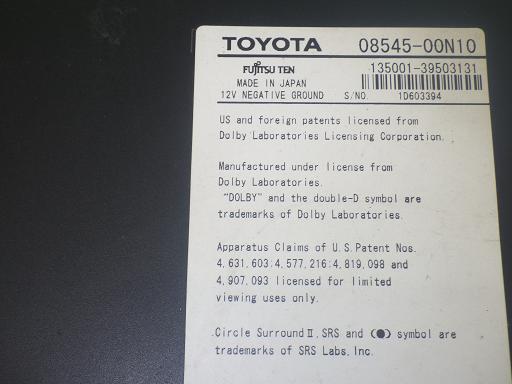 TOYOTA 08545-00N10
FUJITSU TEN 135001-39503131
MADE IN JAPAN
12V NEGATIVE GROUND S/NO. 1D603394
US and foreign patents licensed from
Dolby Laboratories Licensing Corporation.
Manufactured under license from
Dolby Laboratories.
"DOLBY" and the double-D symbol are
trademarks of Dolby Laboratories.
Apparatus Claims of U.S.Patent Nos.
4,631,603;4,577,216;4,819,098 and
4,907,093 licensed for limited
viewing uses only.
Circle Surround Ⅱ, SRS and (●) symbol are
trademarks of SRS Labs, Inc.